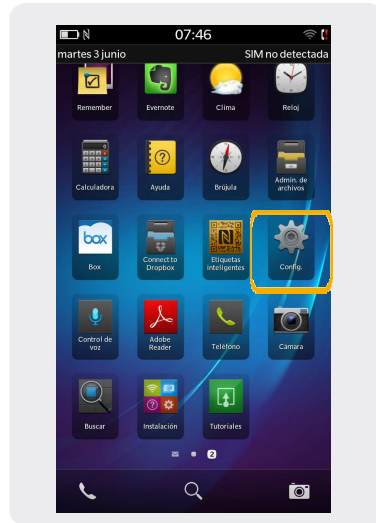 07:46
martes 3 junio SIM no detectada
Remember Evernote Clima Reloj
Calculadora Ayuda Brújula Admin. de
archivos
box
Box Connect to
Dropbox Etiquetas
inteligentes Config.
Control de
voz Adobe
Reader Teléfono Cámara
Buscar Instalación Tutoriales
2